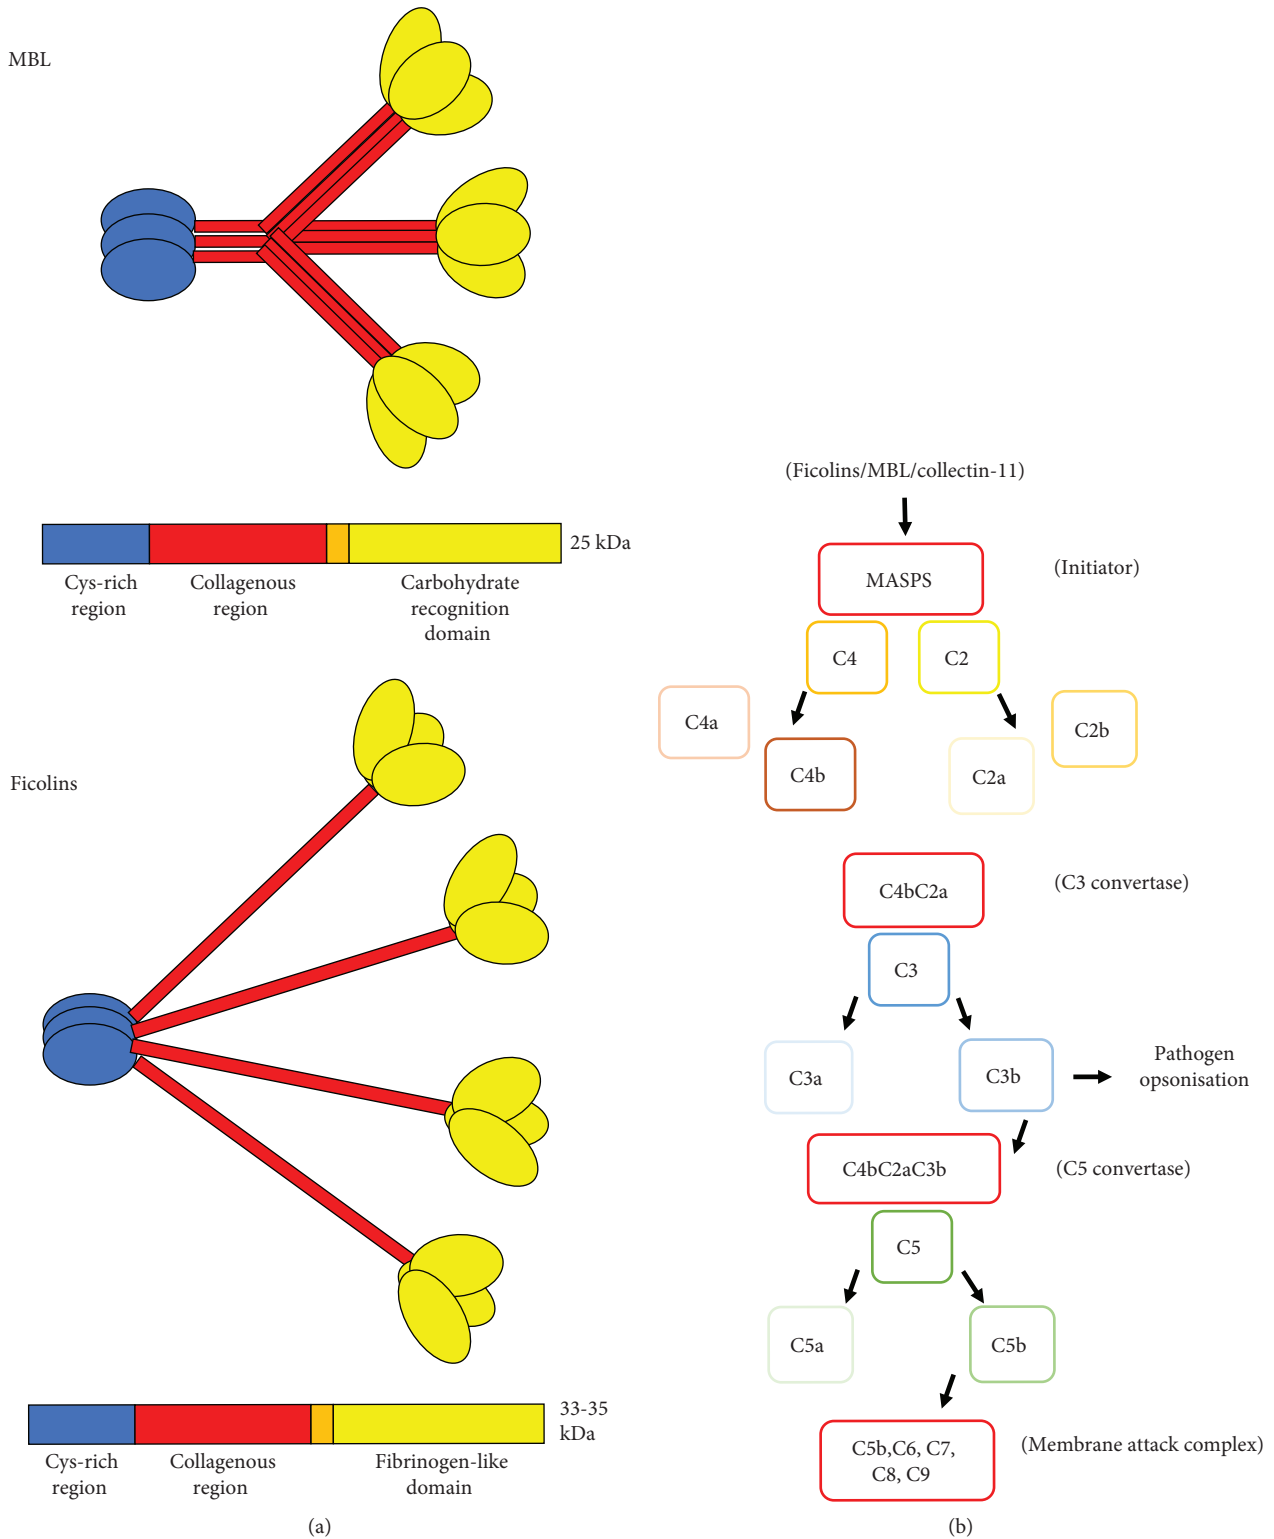 MBL
25 kDa
Cys-rich
region
Collagenous
region
Carbohydrate
recognition
domain
Ficolins
33-35
kDa
Cys-rich
region
Collagenous
region
Fibrinogen-like
domain
(a)
(Ficolins/MBL/collectin-11)
MASPS
(Initiator)
C4
C2
C4a
C4b
C2a
C2b
C4bC2a
(C3 convertase)
C3
C3a
C3b
Pathogen
opsonisation
C4bC2aC3b
(C5 convertase)
C5
C5a
C5b
C5b,C6, C7,
C8, C9
(Membrane attack complex)
(b)